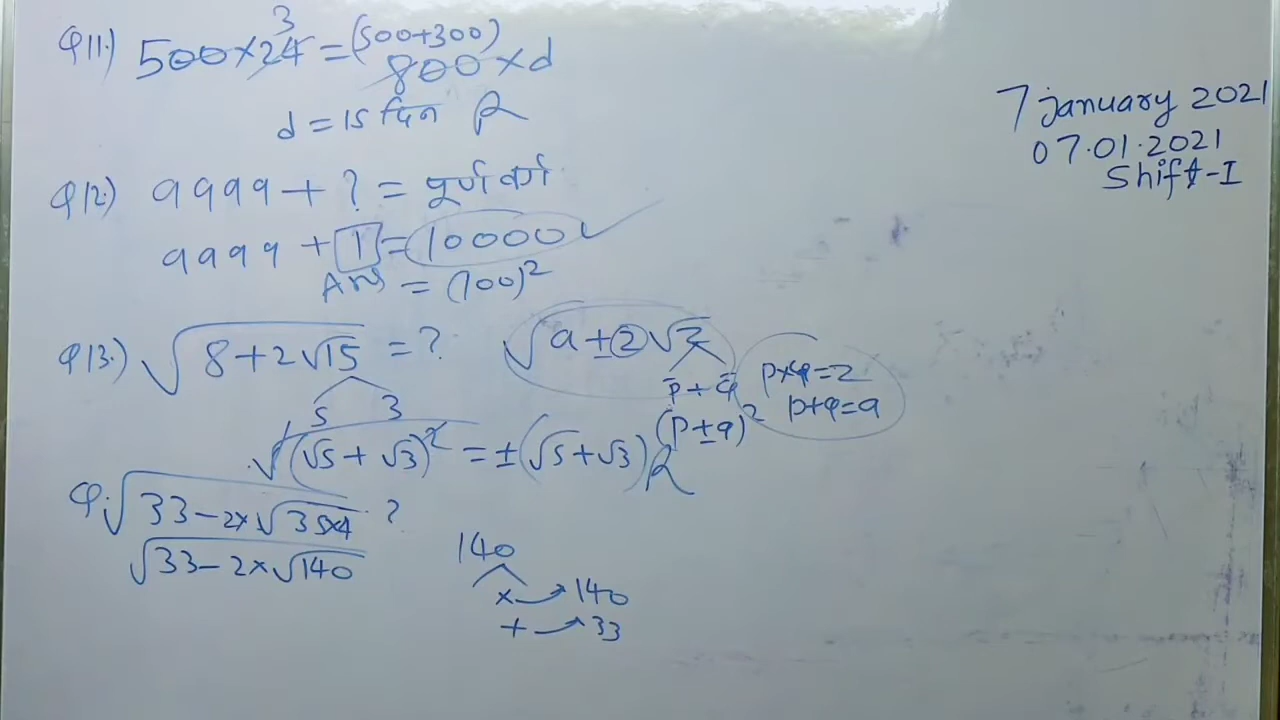 Q11.) 500×24 = (500+300)
3
800×d
d = 15 दिन
Q12.) 9999 + ? = पूर्ण वर्ग
9999 + 1 = 10000
Ans = (100)²
Q13.) √8+2√15 = ?
5 3
√(√5+√3)² = ±(√5+√3)
√a±2√z
p + q
(p±q)²
p×q=z
p+q=a
Q. √33-2×√35×4 ?
√33-2×√140
140
× → 140
+ → 33
7 january 2021
07.01.2021
Shift-I